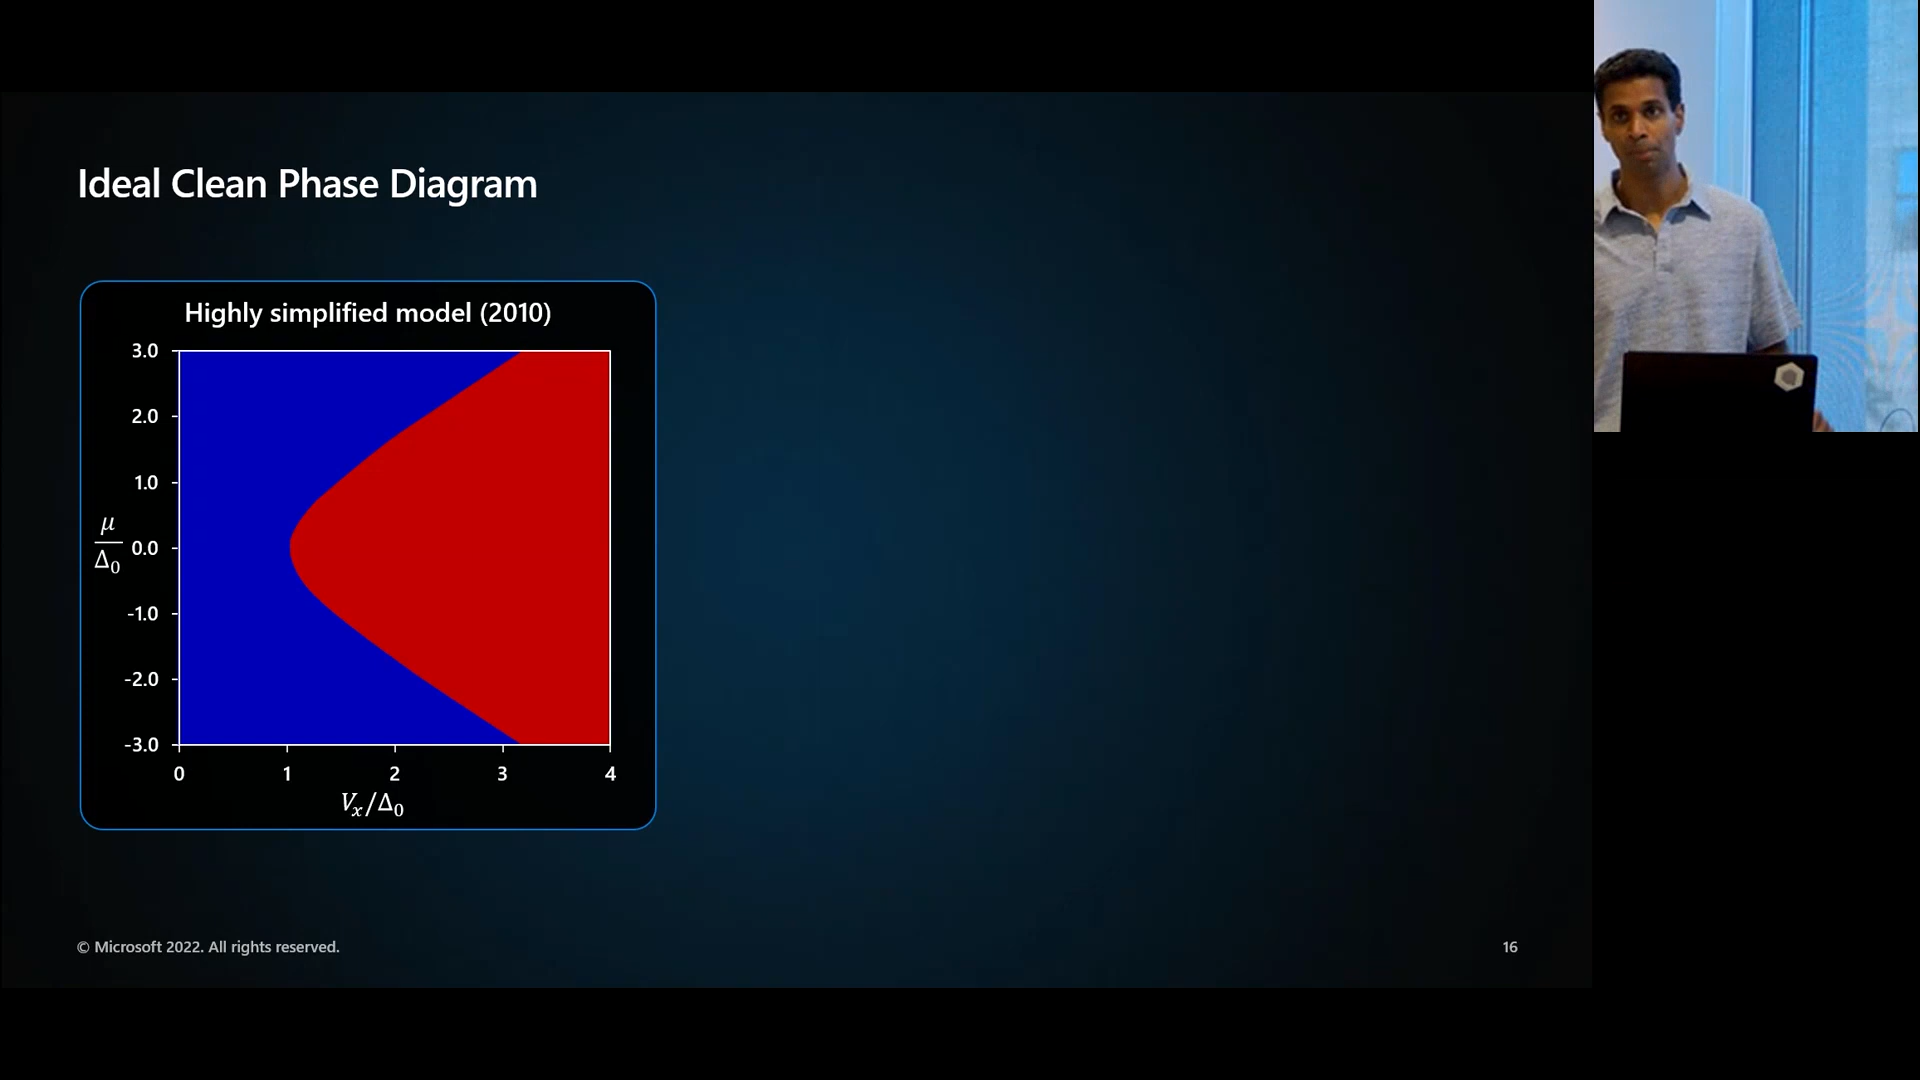 Ideal Clean Phase Diagram
Highly simplified model (2010)
3.0
2.0
1.0
0.0
-1.0
-2.0
-3.0
μ
Δ₀
0 1 2 3 4
Vₓ/Δ₀
© Microsoft 2022. All rights reserved.
16